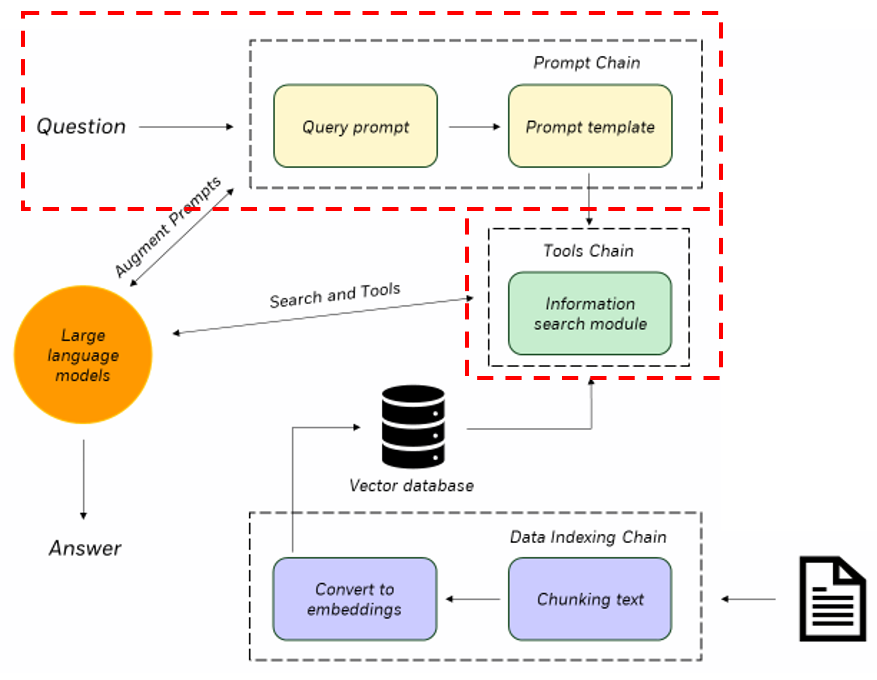 Prompt Chain
Question
Query prompt
Prompt template
Augment Prompts
Tools Chain
Search and Tools
Information
search module
Large
language
models
Vector database
Answer
Data Indexing Chain
Convert to
embeddings
Chunking text